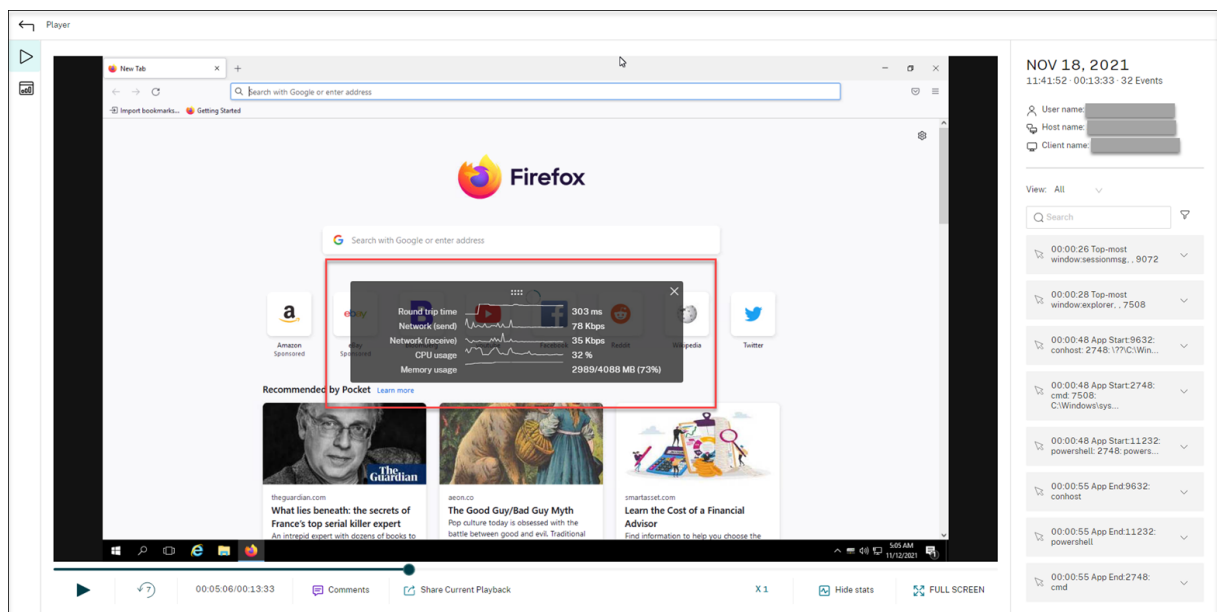 Player
New Tab
Search with Google or enter address
Import bookmarks... Getting Started
Firefox
Search with Google or enter address
Round trip time 303 ms
Network (send) 78 Kbps
Network (receive) 35 Kbps
CPU usage 32 %
Memory usage 2989/4088 MB (73%)
a ebay
Amazon eBay Facebook Reddit Wikipedia Twitter
Sponsored
Recommended by Pocket Learn more
The Guardian
theguardian.com
What lies beneath: the secrets of
France's top serial killer expert
An intrepid expert with dozens of books to
aeon.co
The Good Guy/Bad Guy Myth
Pop culture today is obsessed with the
battle between good and evil. Traditional
smartasset.com
Learn the Cost of a Financial
Advisor
Find information to help you choose the
5:05 AM
11/12/2021
7
00:05:06/00:13:33
Comments
Share Current Playback
X 1
Hide stats
FULL SCREEN
NOV 18, 2021
11:41:52 · 00:13:33 · 32 Events
User name:
Host name:
Client name:
View: All
Search
00:00:26 Top-most
window:sessionmsg, , 9072
00:00:28 Top-most
window:explorer, , 7508
00:00:48 App Start:9632:
conhost: 2748: \??\C:\Win...
00:00:48 App Start:2748:
cmd: 7508:
C:\Windows\sys...
00:00:48 App Start:11232:
powershell: 2748: powers...
00:00:55 App End:9632:
conhost
00:00:55 App End:11232:
powershell
00:00:55 App End:2748:
cmd